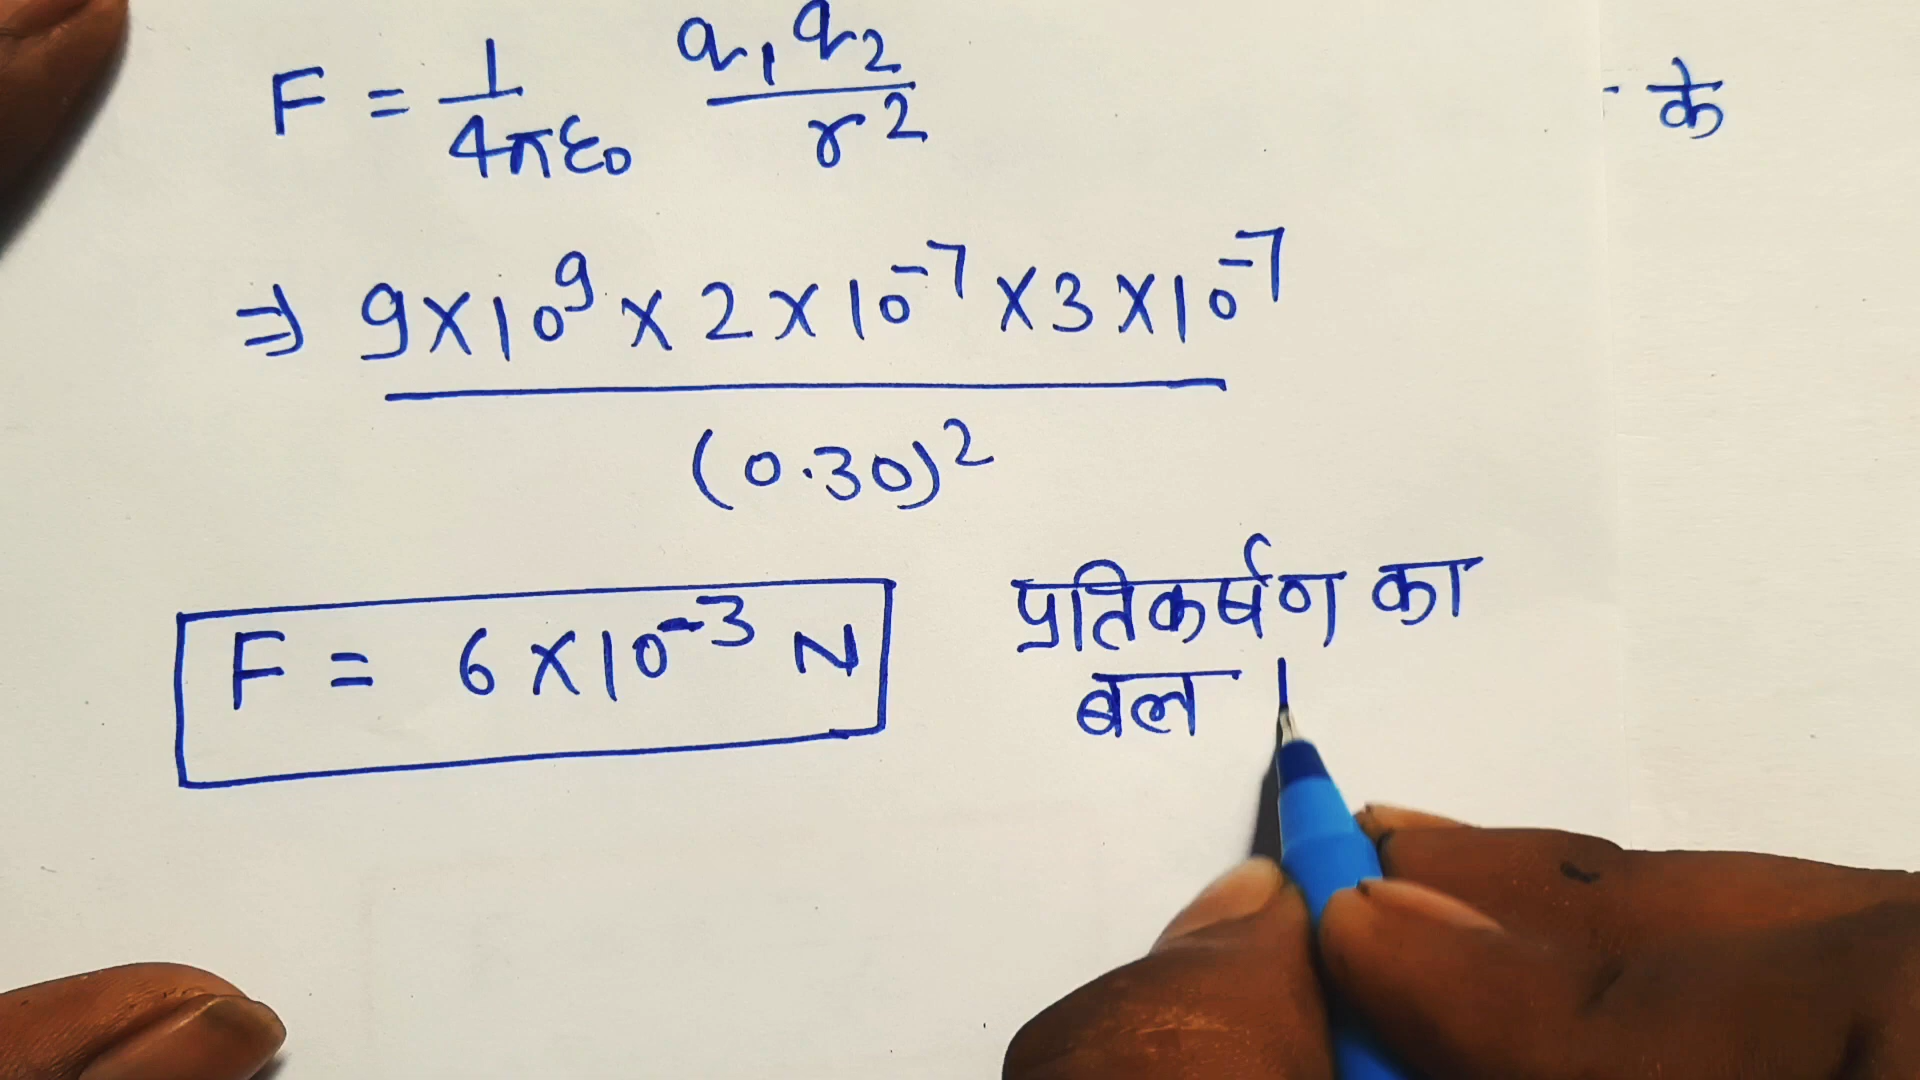 F = 1/4πε₀ q₁q₂/r²
- के
⇒ 9×10⁹ × 2×10⁻⁷ ×3×10⁻⁷
(0.30)²
प्रतिकर्षण का
F = 6×10⁻³ N
बल ।